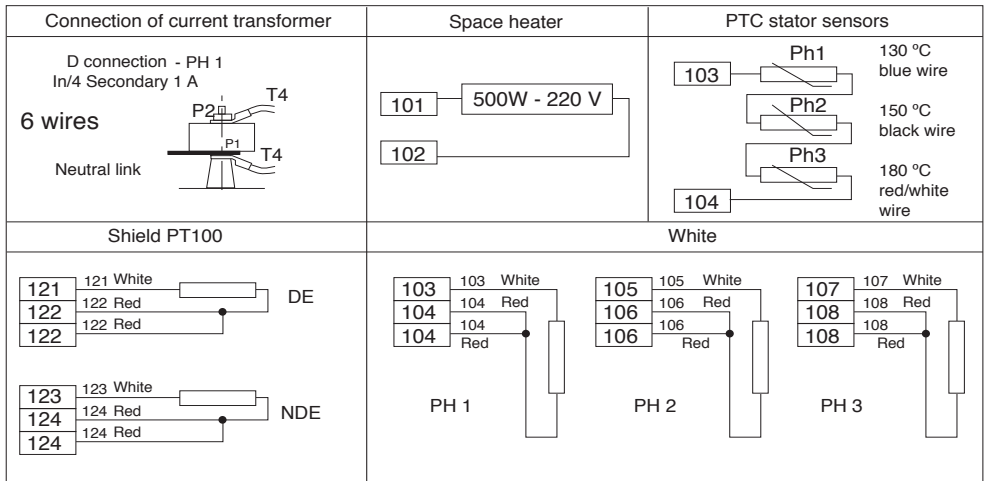 Connection of current transformer
D connection - PH 1
In/4 Secondary 1 A
6 wires
P2
T4
P1
T4
Neutral link
Space heater
101
500W - 220 V
102
PTC stator sensors
103
Ph1
130 ºC
blue wire
Ph2
150 ºC
black wire
Ph3
180 ºC
red/white
wire
104
Shield PT100
121
121 White
122
122 Red
122
122 Red
DE
123
123 White
124
124 Red
124
124 Red
NDE
White
103
103 White
104
104 Red
104
104
Red
PH 1
105
105 White
106
106 Red
106
106
Red
PH 2
107
107 White
108
108 Red
108
108
Red
PH 3